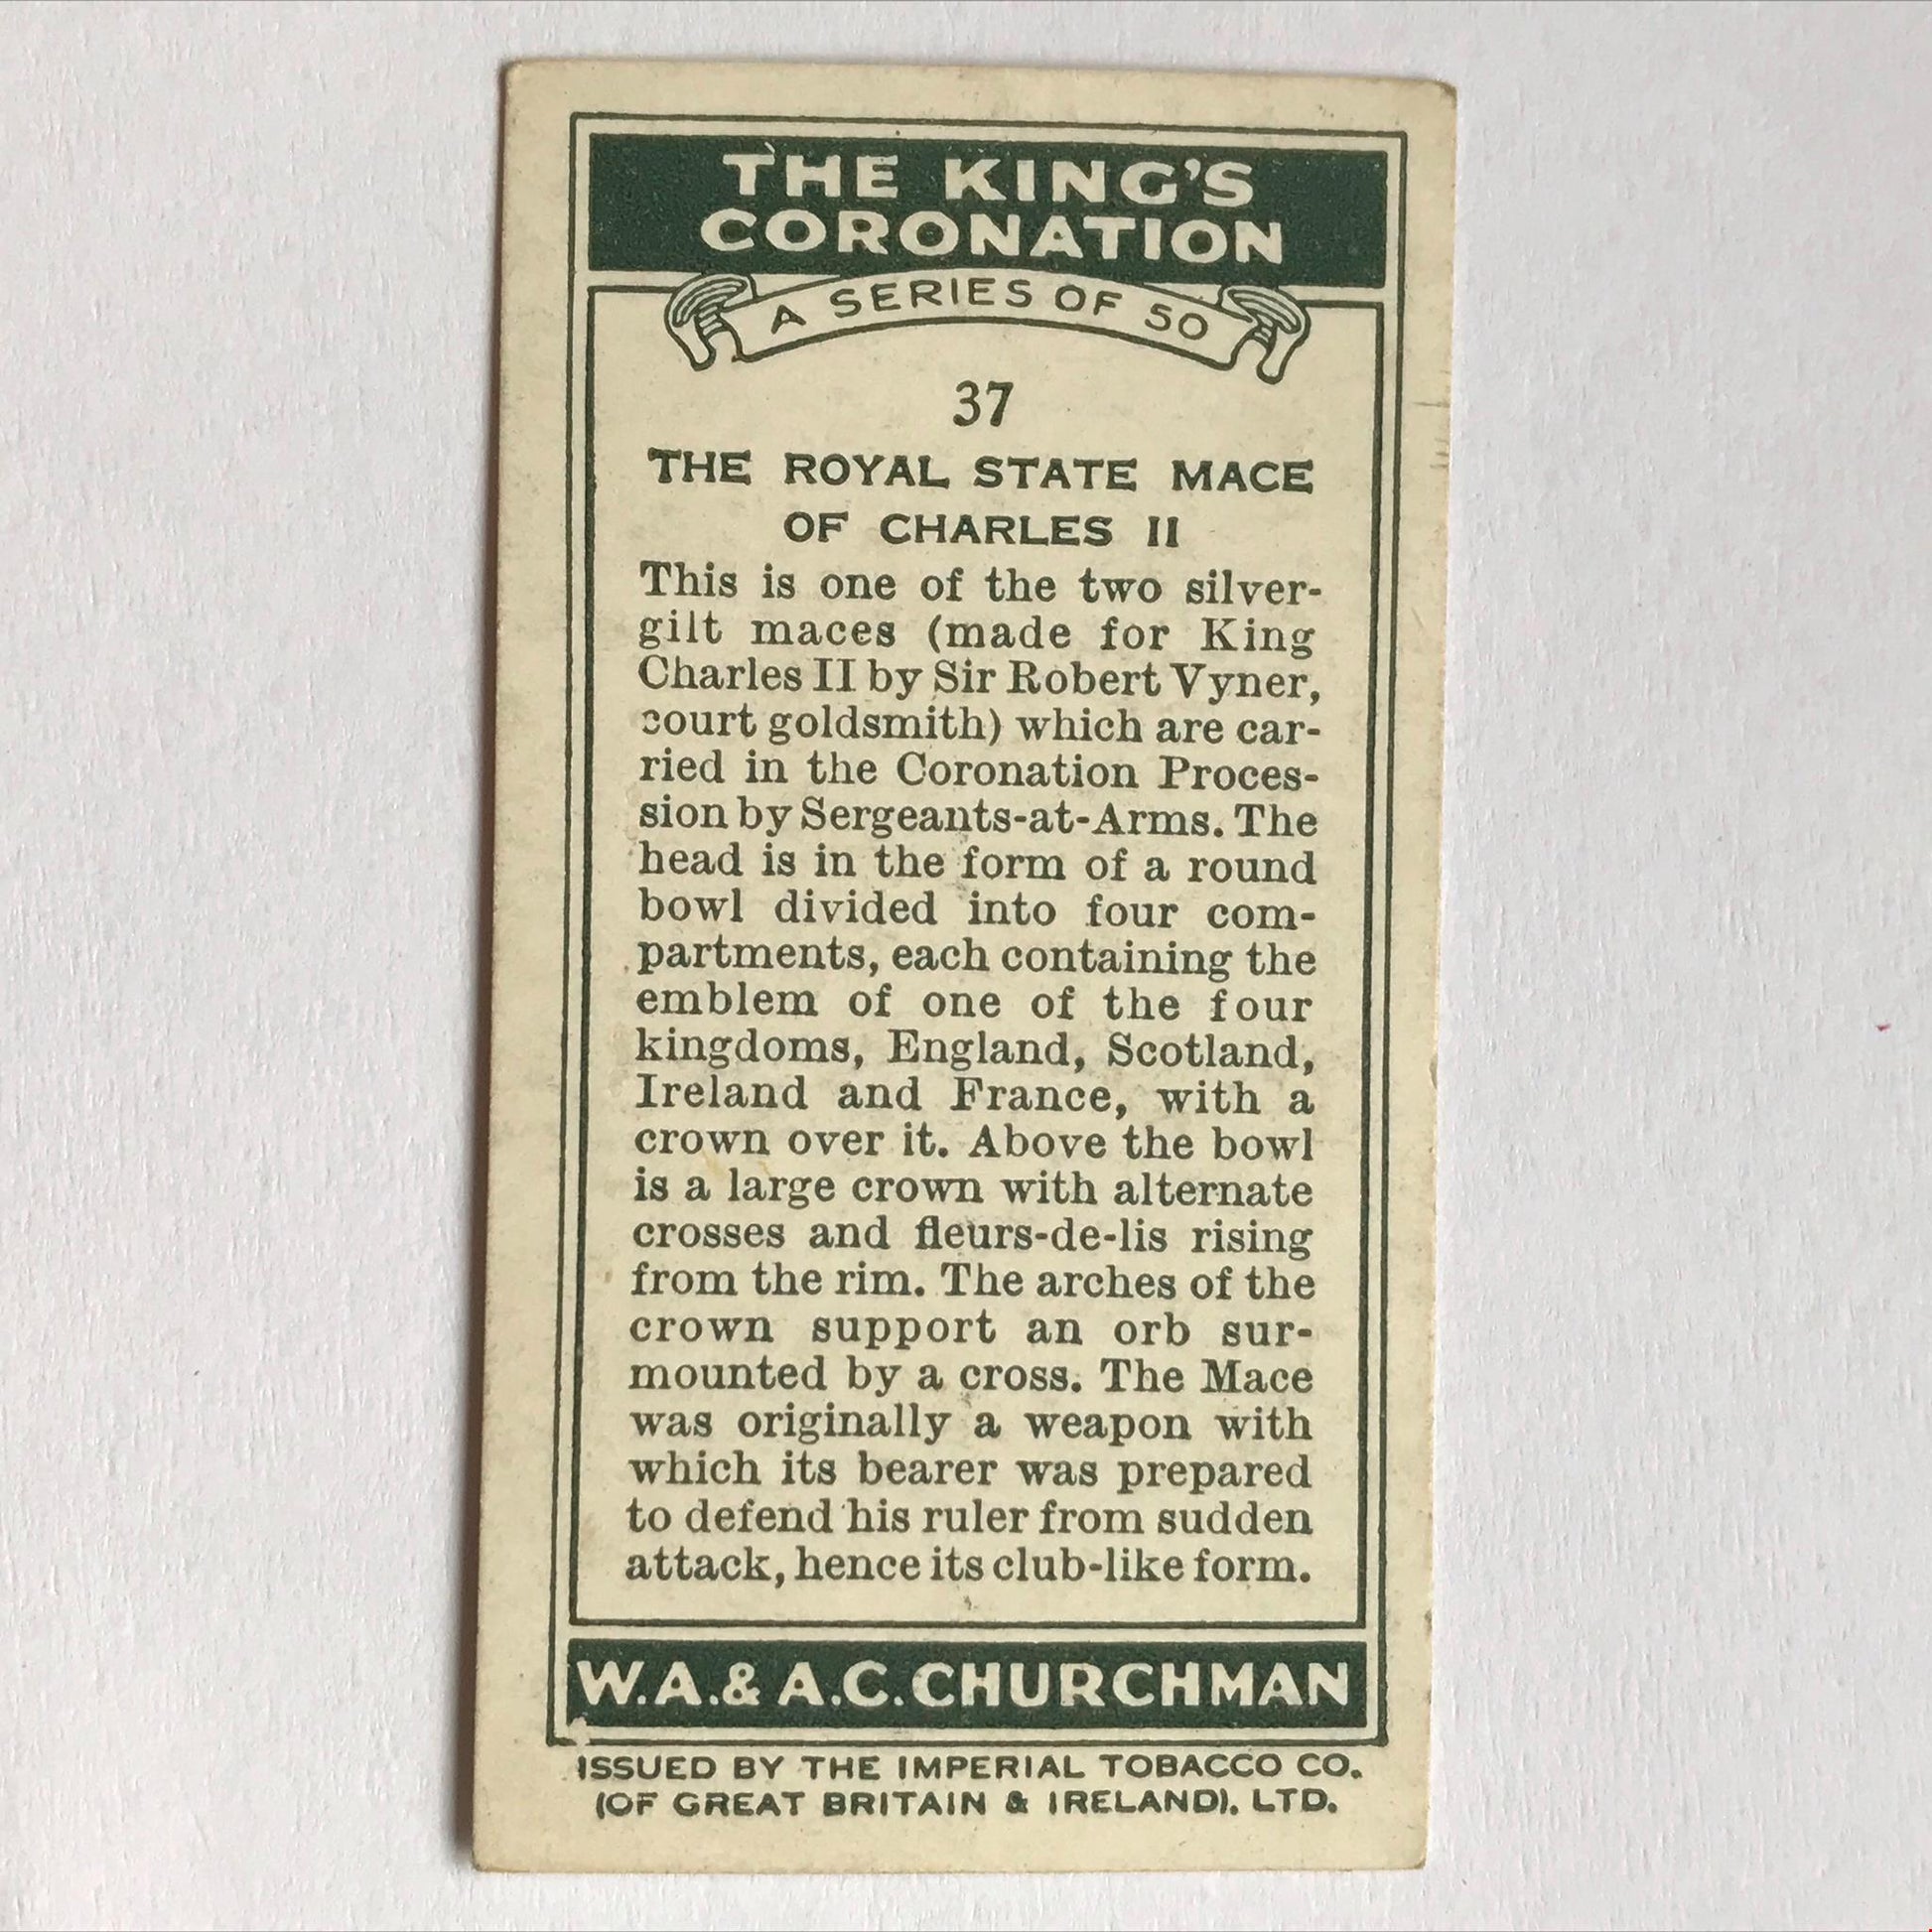 THE KING'S
CORONATION
A SERIES OF 50
37
THE ROYAL STATE MACE
OF CHARLES II
This is one of the two silver-
gilt maces (made for King
Charles II by Sir Robert Vyner,
court goldsmith) which are car-
ried in the Coronation Proces-
sion by Sergeants-at-Arms. The
head is in the form of a round
bowl divided into four com-
partments, each containing the
emblem of one of the four
kingdoms, England, Scotland,
Ireland and France, with a
crown over it. Above the bowl
is a large crown with alternate
crosses and fleurs-de-lis rising
from the rim. The arches of the
crown support an orb sur-
mounted by a cross. The Mace
was originally a weapon with
which its bearer was prepared
to defend his ruler from sudden
attack, hence its club-like form.
W.A. & A.C. CHURCHMAN
ISSUED BY THE IMPERIAL TOBACCO CO.
(OF GREAT BRITAIN & IRELAND), LTD.